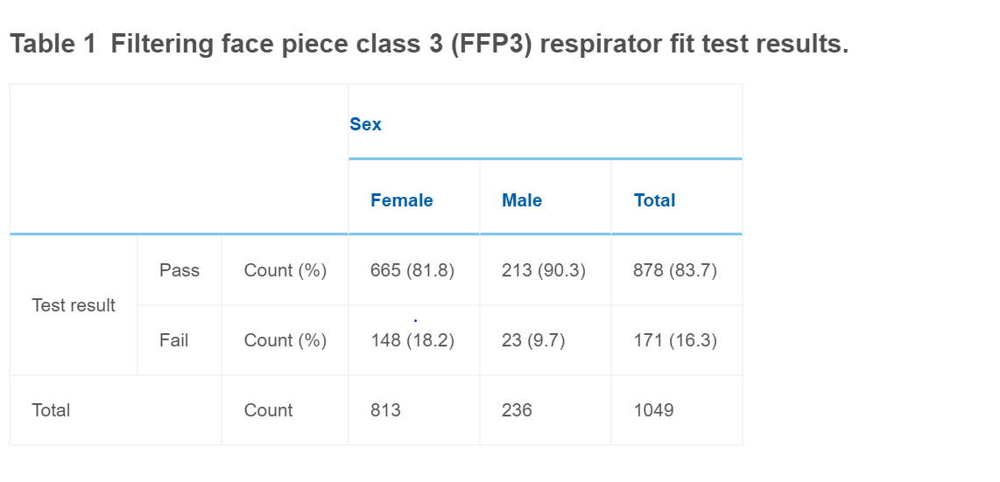 Table 1 Filtering face piece class 3 (FFP3) respirator fit test results.
Sex
Female Male Total
Test result Pass Count (%) 665 (81.8) 213 (90.3) 878 (83.7)
Fail Count (%) 148 (18.2) 23 (9.7) 171 (16.3)
Total Count 813 236 1049